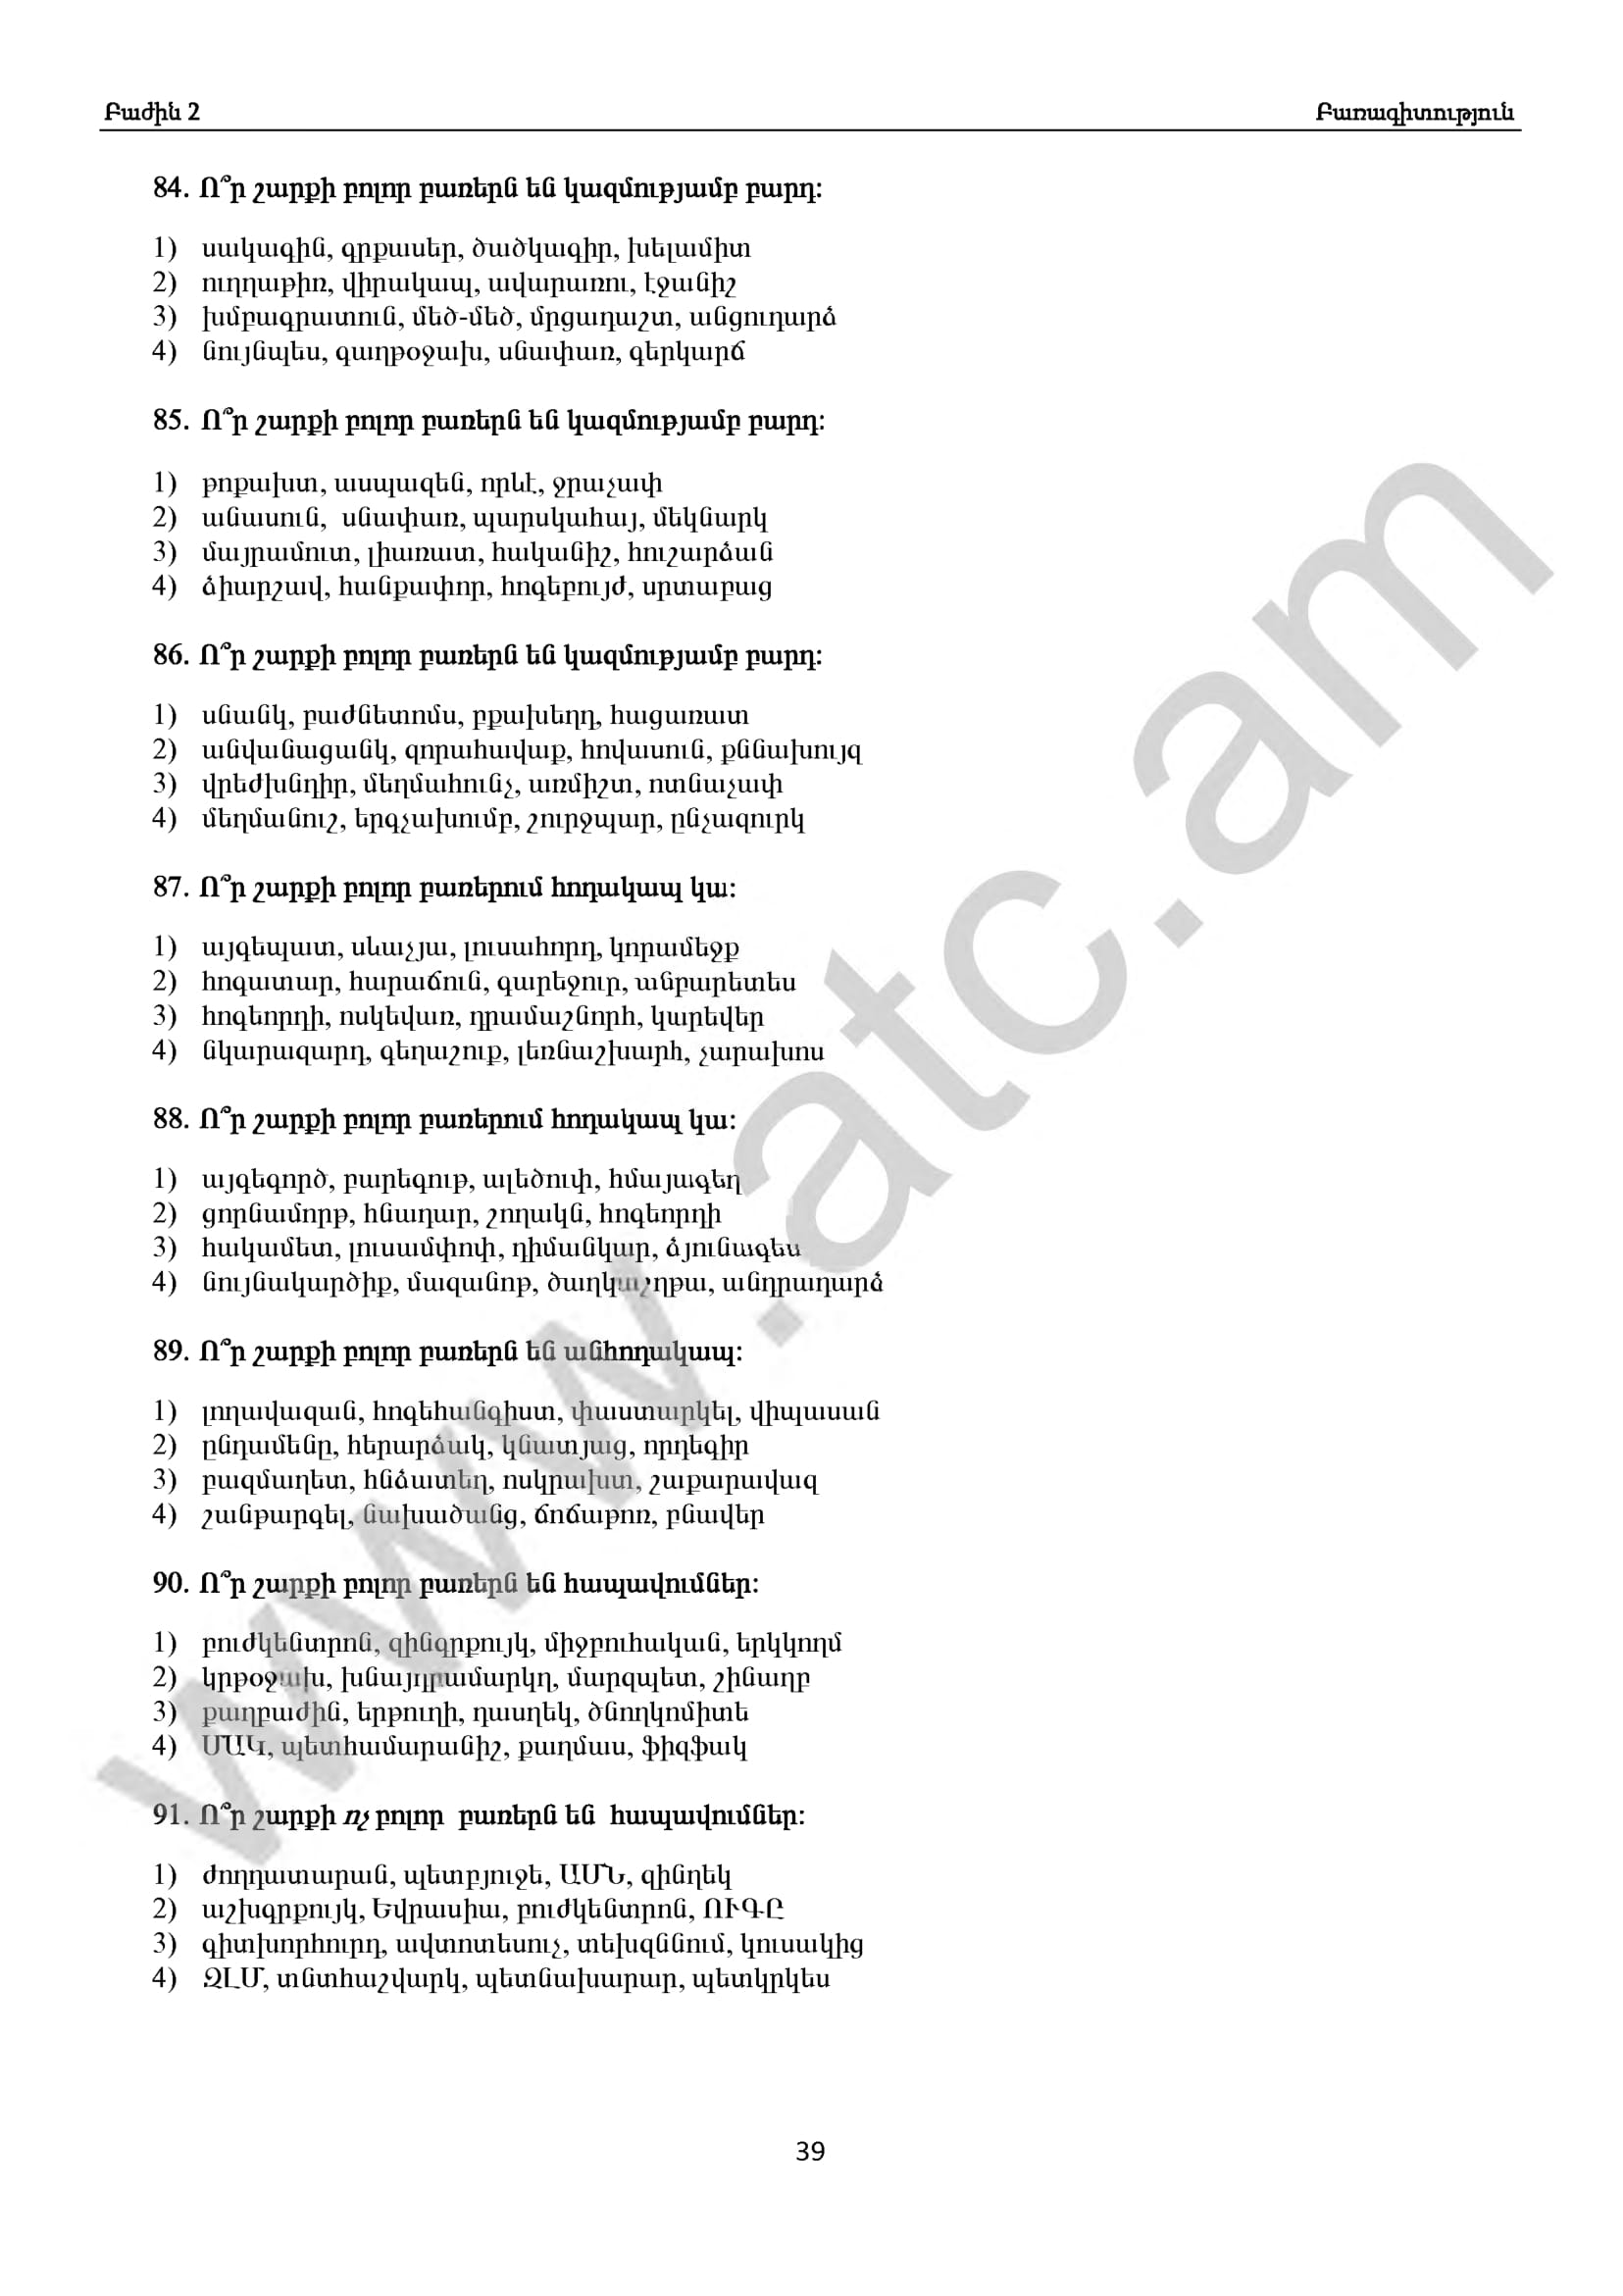 Բաժին 2 Բառագիտություն
84. Ո՞ր շարքի բոլոր բառերն են կազմությամբ բարդ:
1) սակագին, գրքասեր, ծածկագիր, խելամիտ
2) ուղղաթիռ, վիրակապ, ավարառու, էջանիշ
3) խմբագրատուն, մեծ-մեծ, մրցադաշտ, անցուդարձ
4) նույնպես, գաղթօջախ, սնափառ, գերկարճ
85. Ո՞ր շարքի բոլոր բառերն են կազմությամբ բարդ:
1) թոքախտ, ասպազեն, որևէ, ջրաչափ
2) անասուն, սնափառ, պարսկահայ, մեկնարկ
3) մայրամուտ, լիառատ, հականիշ, հուշարձան
4) ձիարշավ, հանքափոր, հոգեբույժ, սրտաբաց
86. Ո՞ր շարքի բոլոր բառերն են կազմությամբ բարդ:
1) սնանկ, բաժնետոմս, բքախեղդ, հացառատ
2) անվանացանկ, զորահավաք, հովասուն, քննախույզ
3) վրեժխնդիր, մեղմահունչ, առմիշտ, ոտնաչափ
4) մեղմանուշ, երգչախումբ, շուրջպար, ընչազուրկ
87. Ո՞ր շարքի բոլոր բառերում հոդակապ կա:
1) այգեպատ, սևաչյա, լուսահորդ, կորամեջք
2) հոգատար, հարաճուն, գարեջուր, անբարետես
3) հոգեորդի, ոսկեվառ, դրամաշնորհ, կարեվեր
4) նկարազարդ, գեղաշուք, լեռնաշխարհ, չարախոս
88. Ո՞ր շարքի բոլոր բառերում հոդակապ կա:
1) այգեգործ, բարեգութ, ալեծուփ, հմայագեղ
2) ցորնամորթ, հնադար, շողակն, հոգեորդի
3) հակամետ, լուսամփոփ, դիմանկար, ձյունագես
4) նույնակարծիք, մազանոթ, ծաղկաշղթա, անդրադարձ
89. Ո՞ր շարքի բոլոր բառերն են անհոդակապ:
1) լողավազան, հոգեհանգիստ, փաստարկել, վիպասան
2) ընդամենը, հերարձակ, կնատյաց, որդեգիր
3) բազմաղետ, հնձատեղ, ոսկրախտ, շաքարավազ
4) շանթարգել, նախածանց, ճոճաթոռ, բնավեր
90. Ո՞ր շարքի բոլոր բառերն են հապավումներ:
1) բուժկենտրոն, զինգրքույկ, միջբուհական, երկկողմ
2) կրթօջախ, խնայդրամարկղ, մարզպետ, շինաղբ
3) քաղբաժին, երթուղի, դասղեկ, ծնողկոմիտե
4) ՄԱԿ, պետհամարանիշ, քաղմաս, ֆիզֆակ
91. Ո՞ր շարքի ոչ բոլոր բառերն են հապավումներ:
1) ժողդատարան, պետբյուջե, ԱՄՆ, զինղեկ
2) աշխգրքույկ, Եվրասիա, բուժկենտրոն, ՈՒԳԸ
3) գիտխորհուրդ, ավտոտեսուչ, տեխզննում, կուսակից
4) ԶԼՄ, տնտհաշվարկ, պետնախարար, պետկրկես
39
www.atc.am